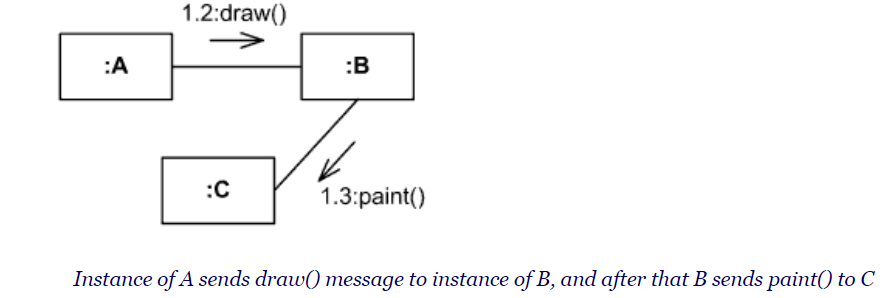 1.2:draw()
:A
:B
:C
1.3:paint()
Instance of A sends draw() message to instance of B, and after that B sends paint() to C